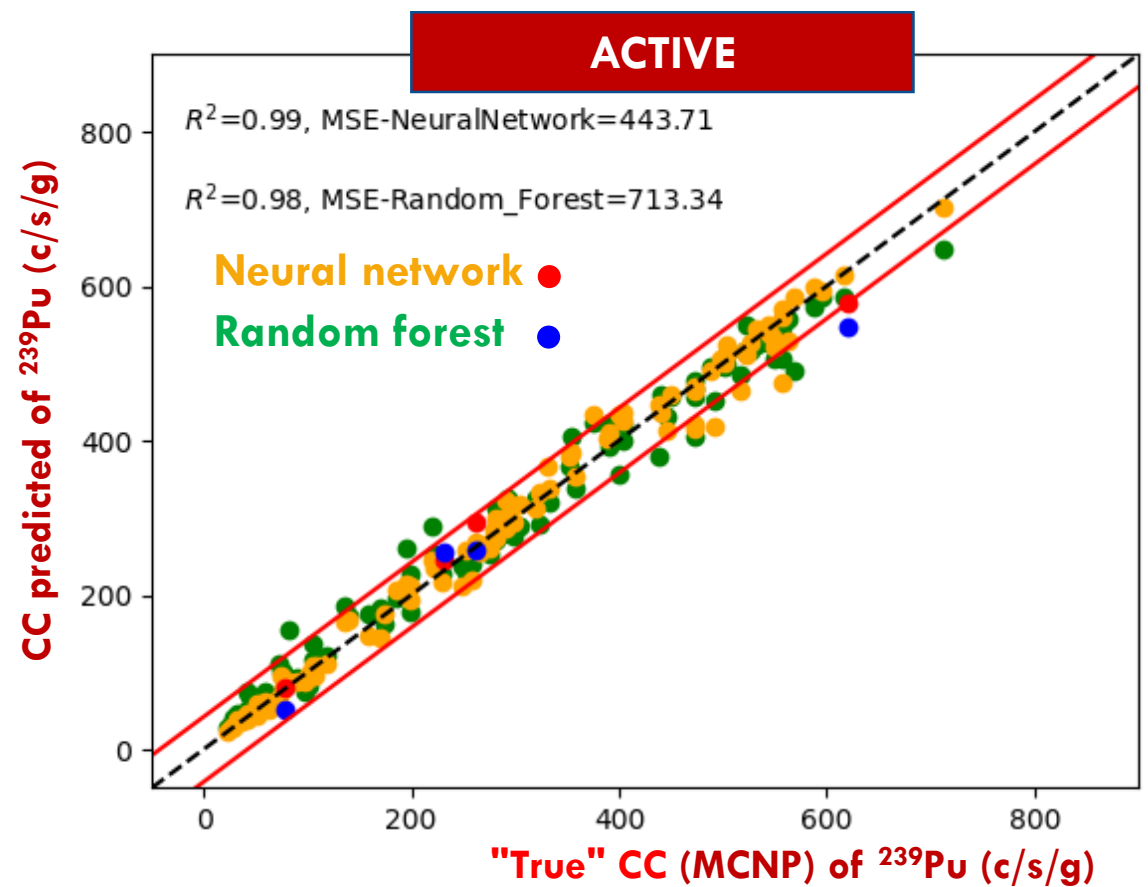 ACTIVE
R²=0.99, MSE-NeuralNetwork=443.71
R²=0.98, MSE-Random_Forest=713.34
Neural network
Random forest
CC predicted of ²³⁹Pu (c/s/g)
800
600
400
200
0
0 200 400 600 800
"True" CC (MCNP) of ²³⁹Pu (c/s/g)